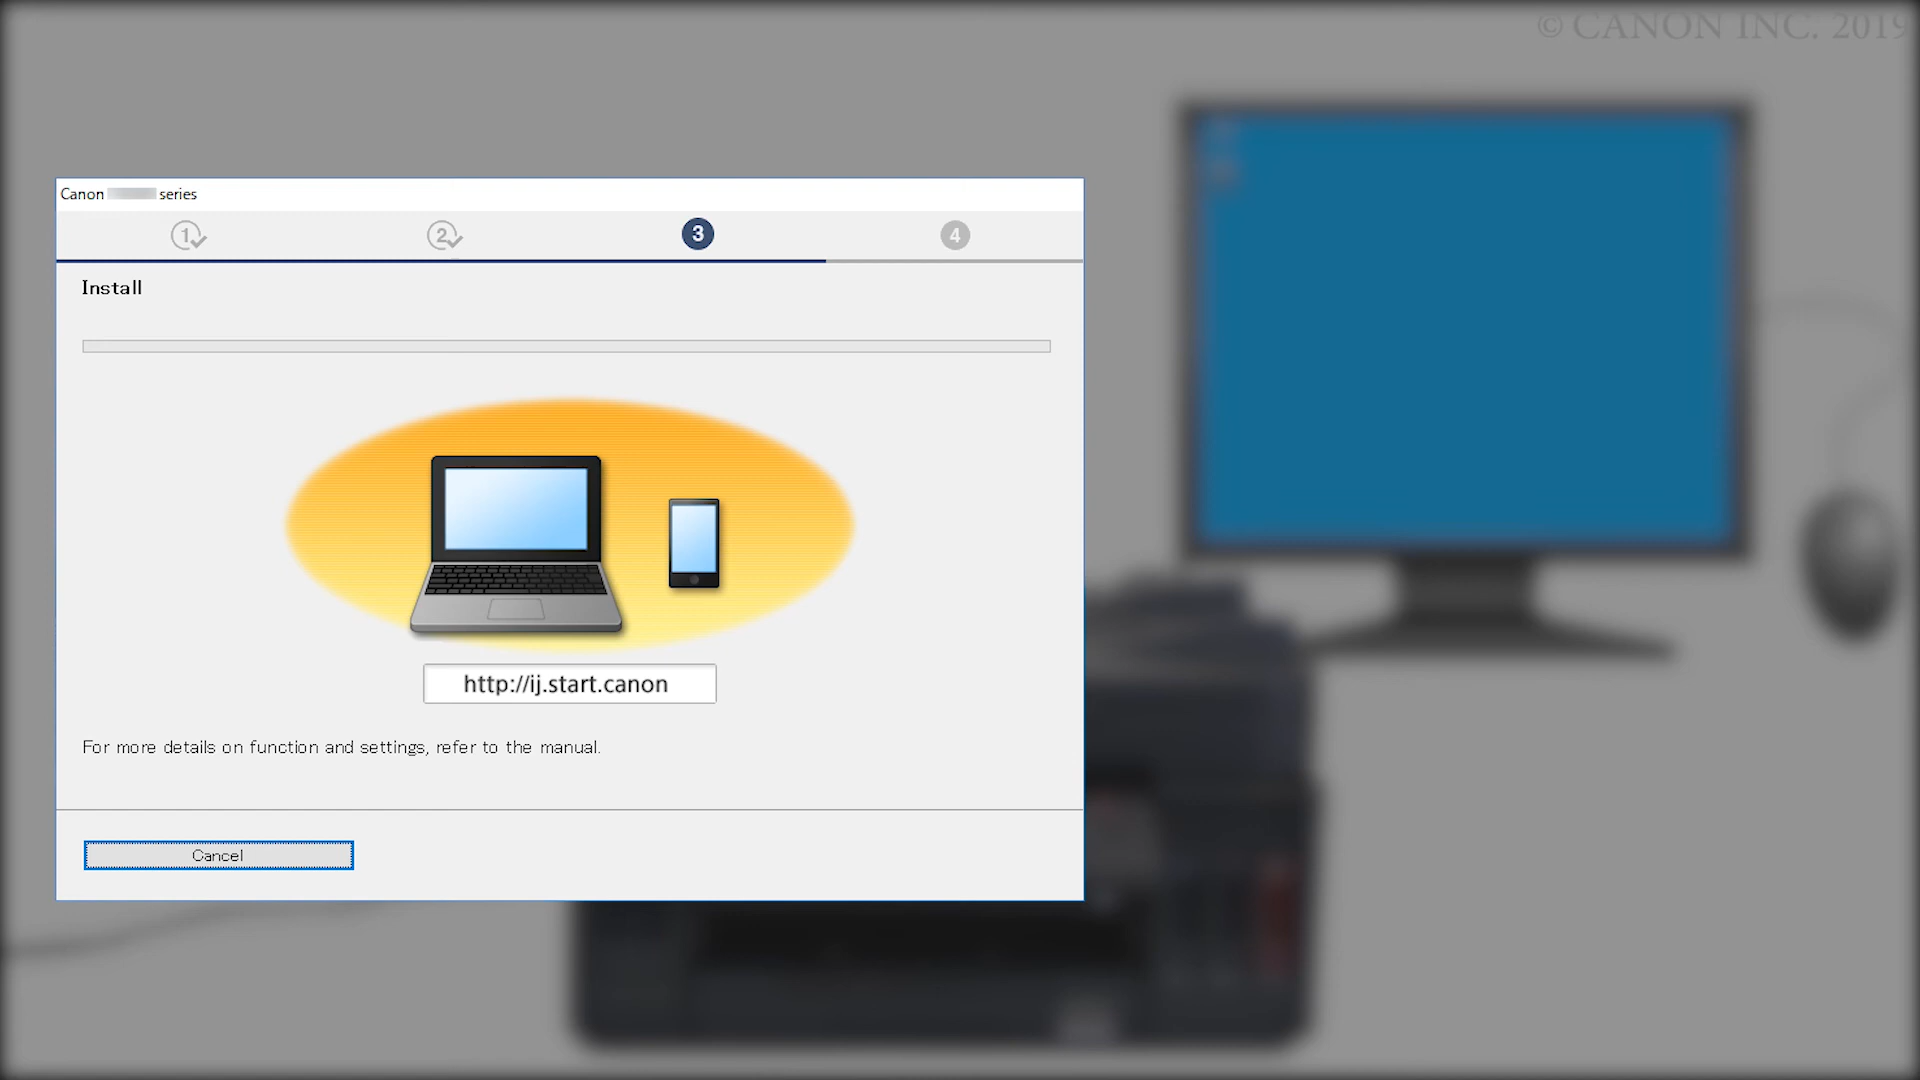 © CANON INC. 2019
Canon series
1 2 3 4
Install
http://ij.start.canon
For more details on function and settings, refer to the manual.
Cancel